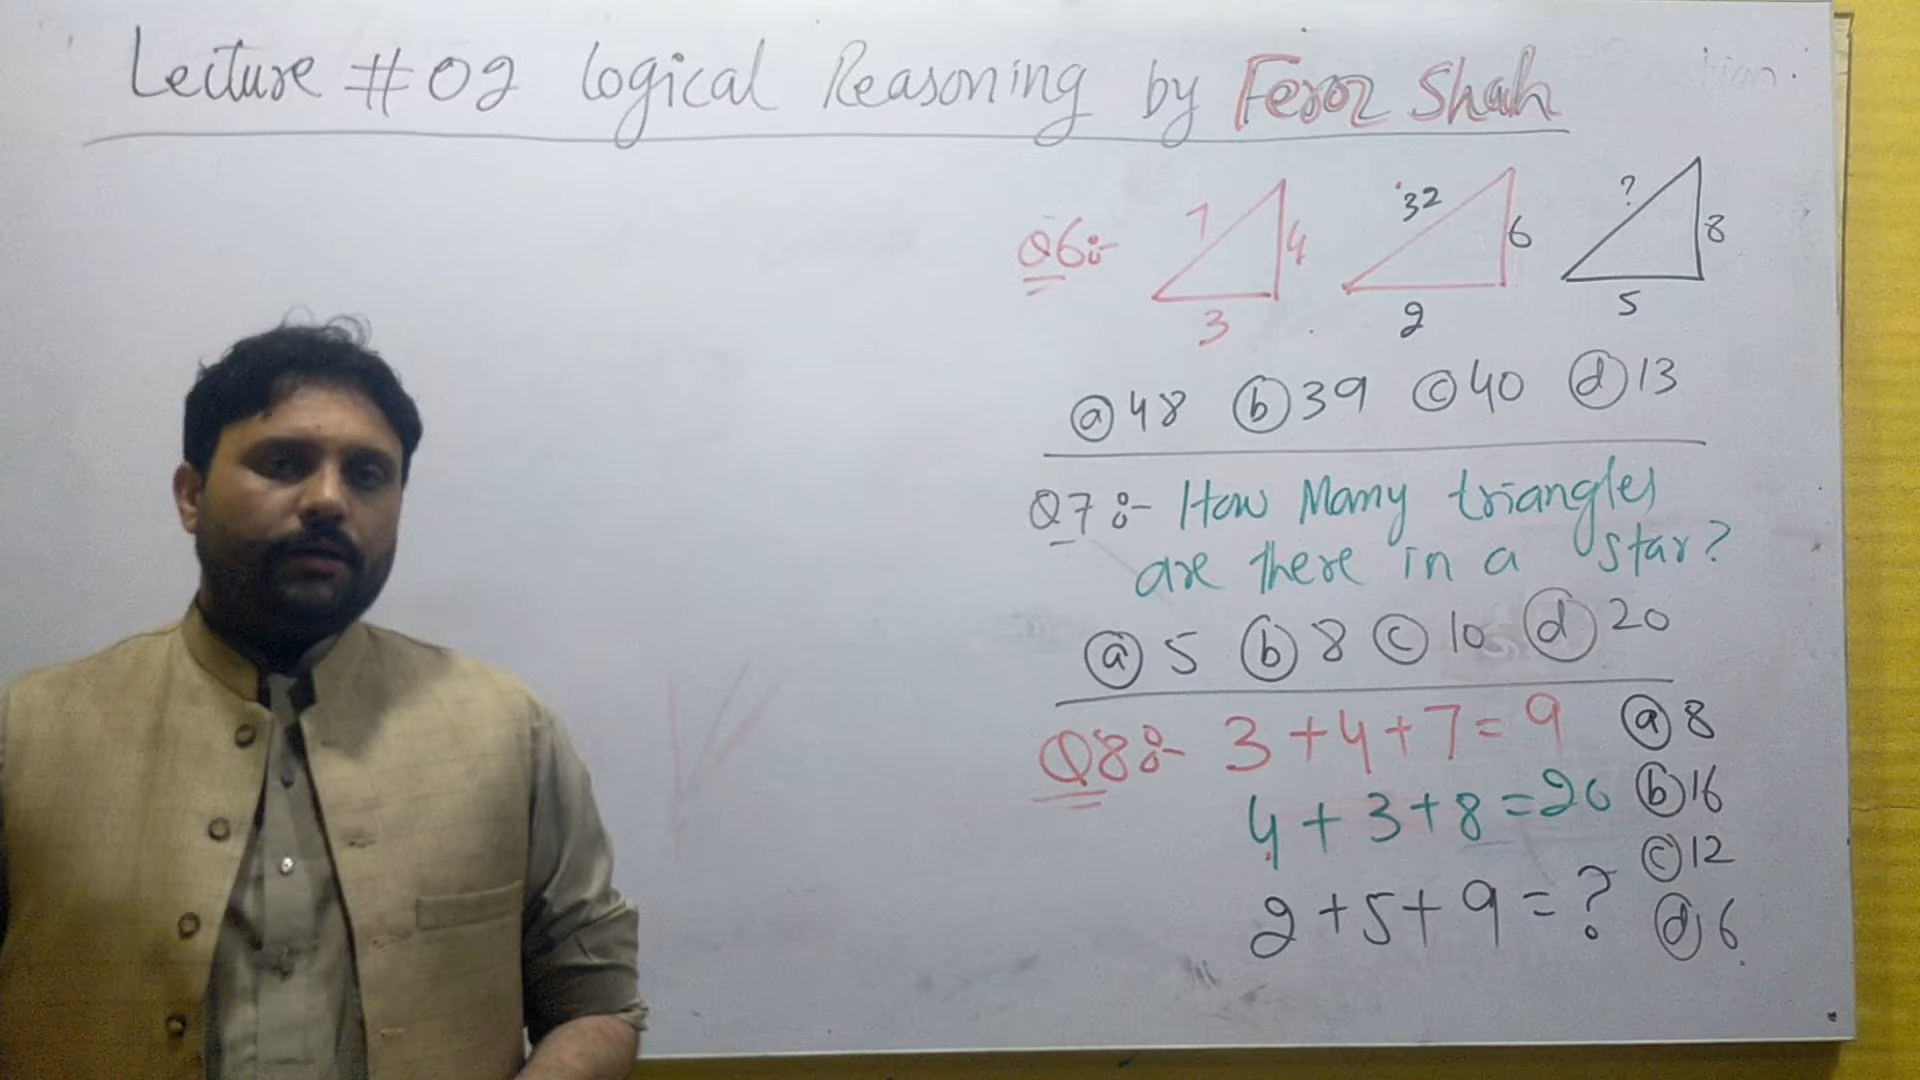 Lecture #02 Logical Reasoning by Feroz Shah
Q6:- 7 4 3 32 6 2 ? 8 5
(a) 48 (b) 39 (c) 40 (d) 13
Q7:- How Many triangles
are there in a star?
(a) 5 (b) 8 (c) 10 (d) 20
Q8:- 3+4+7=9 (a) 8
4+3+8=20 (b) 16
(c) 12
2+5+9=? (d) 6